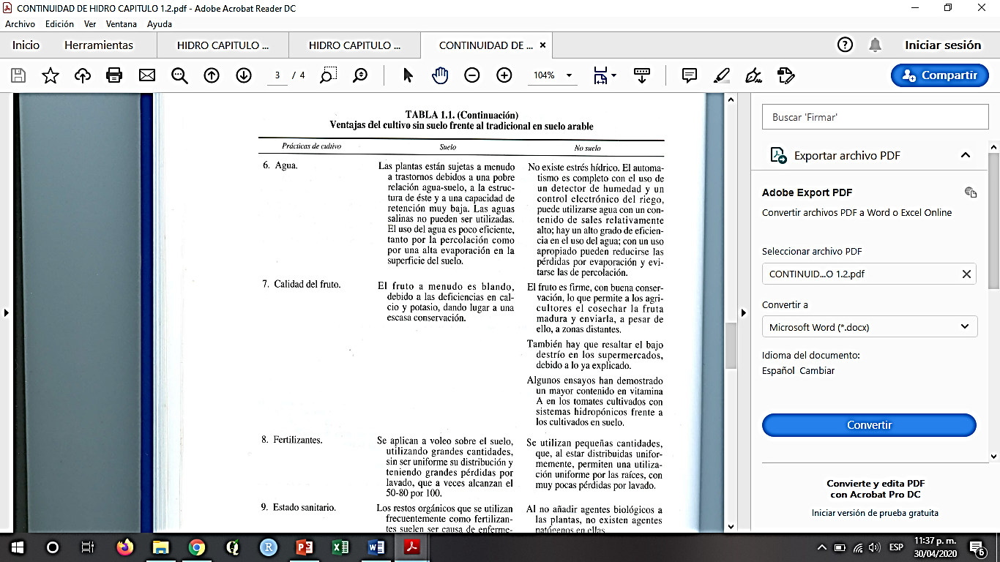 CONTINUIDAD DE HIDRO CAPITULO 1.2.pdf - Adobe Acrobat Reader DC
Archivo Edición Ver Ventana Ayuda
Inicio Herramientas HIDRO CAPITULO ... HIDRO CAPITULO ... CONTINUIDAD DE ... Iniciar sesión
3 / 4 104% Compartir
TABLA 1.1. (Continuación)
Ventajas del cultivo sin suelo frente al tradicional en suelo arable
Prácticas de cultivo Suelo No suelo
6. Agua.
Las plantas están sujetas a menudo
a trastornos debidos a una pobre
relación agua-suelo, a la estruc-
tura de éste y a una capacidad de
retención muy baja. Las aguas
salinas no pueden ser utilizadas.
El uso del agua es poco eficiente,
tanto por la percolación como
por una alta evaporación en la
superficie del suelo.
No existe estrés hídrico. El automa-
tismo es completo con el uso de
un detector de humedad y un
control electrónico del riego,
puede utilizarse agua con un con-
tenido de sales relativamente
alto; hay un alto grado de eficien-
cia en el uso del agua; con un uso
apropiado pueden reducirse las
pérdidas por evaporación y evi-
tarse las de percolación.
7. Calidad del fruto.
El fruto a menudo es blando,
debido a las deficiencias en cal-
cio y potasio, dando lugar a una
escasa conservación.
El fruto es firme, con buena conser-
vación, lo que permite a los agri-
cultores el cosechar la fruta
madura y enviarla, a pesar de
ello, a zonas distantes.
También hay que resaltar el bajo
destrío en los supermercados,
debido a lo ya explicado.
Algunos ensayos han demostrado
un mayor contenido en vitamina
A en los tomates cultivados con
sistemas hidropónicos frente a
los cultivados en suelo.
8. Fertilizantes.
Se aplican a voleo sobre el suelo,
utilizando grandes cantidades,
sin ser uniforme su distribución y
teniendo grandes pérdidas por
lavado, que a veces alcanzan el
50-80 por 100.
Se utilizan pequeñas cantidades,
que, al estar distribuidas unifor-
memente, permiten una utiliza-
ción uniforme por las raíces, con
muy pocas pérdidas por lavado.
9. Estado sanitario.
Los restos orgánicos que se utilizan
frecuentemente como fertilizan-
tes suelen ser causa de enferme-
Al no añadir agentes biológicos a
las plantas, no existen agentes
patógenos en ellas.
Buscar 'Firmar'
Exportar archivo PDF
Adobe Export PDF
Convertir archivos PDF a Word o Excel Online
Seleccionar archivo PDF
CONTINUID...O 1.2.pdf
Convertir a
Microsoft Word (*.docx)
Idioma del documento:
Español Cambiar
Convertir
Convierte y edita PDF
con Acrobat Pro DC
Iniciar versión de prueba gratuita
ESP
11:37 p. m.
30/04/2020
6